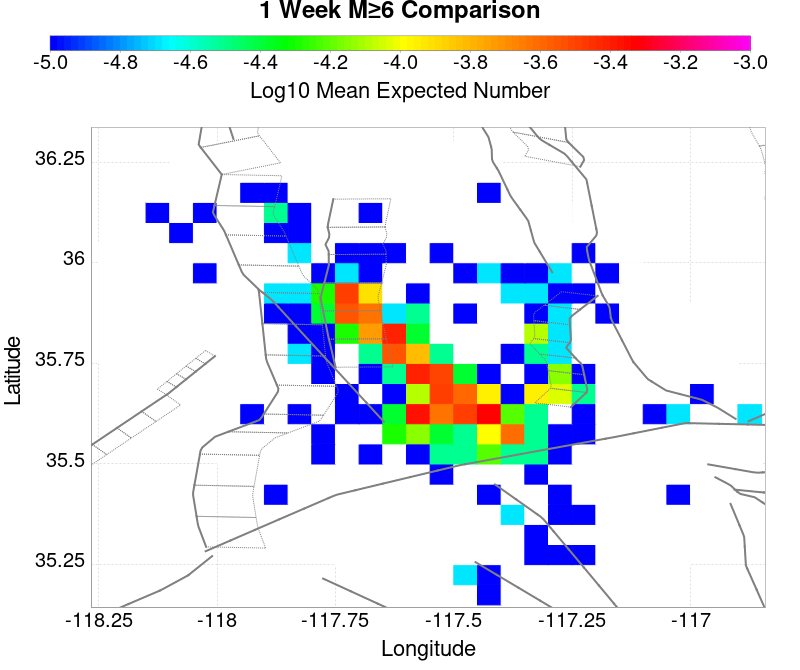 1 Week M≥6 Comparison
-5.0 -4.8 -4.6 -4.4 -4.2 -4.0 -3.8 -3.6 -3.4 -3.2 -3.0
Log10 Mean Expected Number
36.25
36
35.75
35.5
35.25
Latitude
-118.25 -118 -117.75 -117.5 -117.25 -117
Longitude